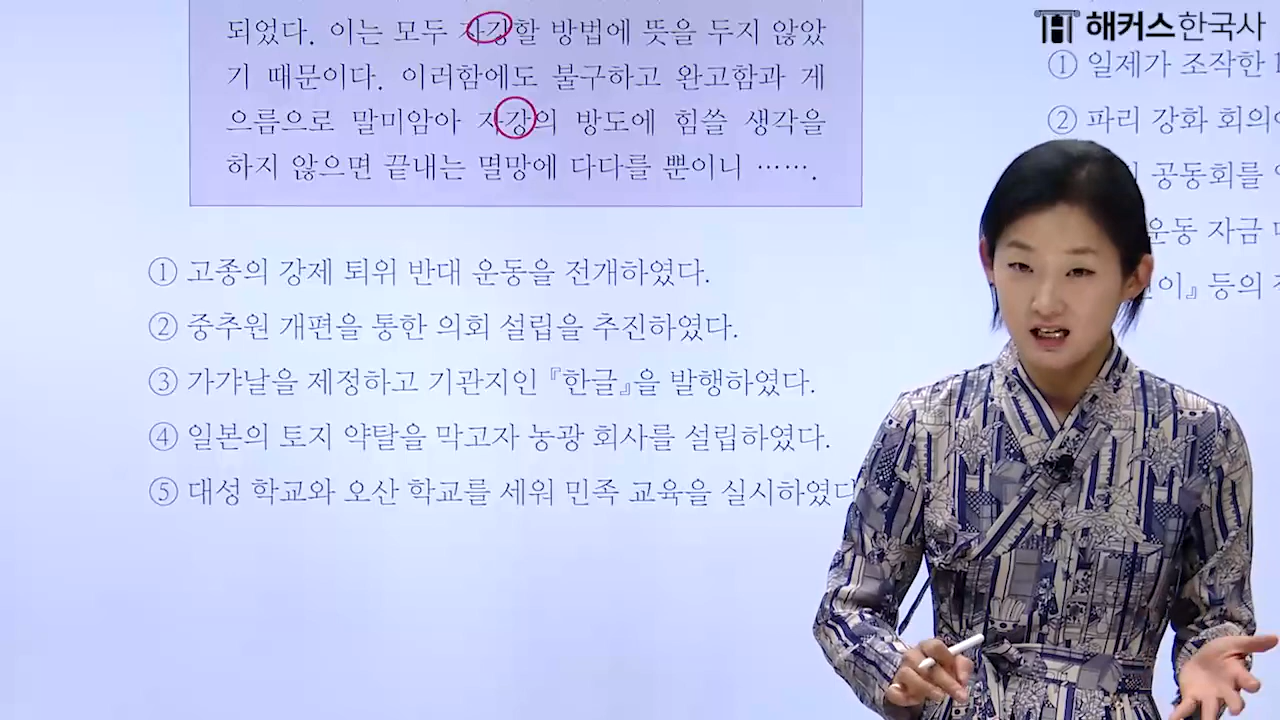 되었다. 이는 모두 자강할 방법에 뜻을 두지 않았
기 때문이다. 이러함에도 불구하고 완고함과 게
으름으로 말미암아 자강의 방도에 힘쓸 생각을
하지 않으면 끝내는 멸망에 다다를 뿐이니 …….
① 고종의 강제 퇴위 반대 운동을 전개하였다.
② 중추원 개편을 통한 의회 설립을 추진하였다.
③ 가갸날을 제정하고 기관지인 『한글』을 발행하였다.
④ 일본의 토지 약탈을 막고자 농광 회사를 설립하였다.
⑤ 대성 학교와 오산 학교를 세워 민족 교육을 실시하였다
해커스한국사
① 일제가 조작한
② 파리 강화 회의에
공동회를
운동 자금
등의